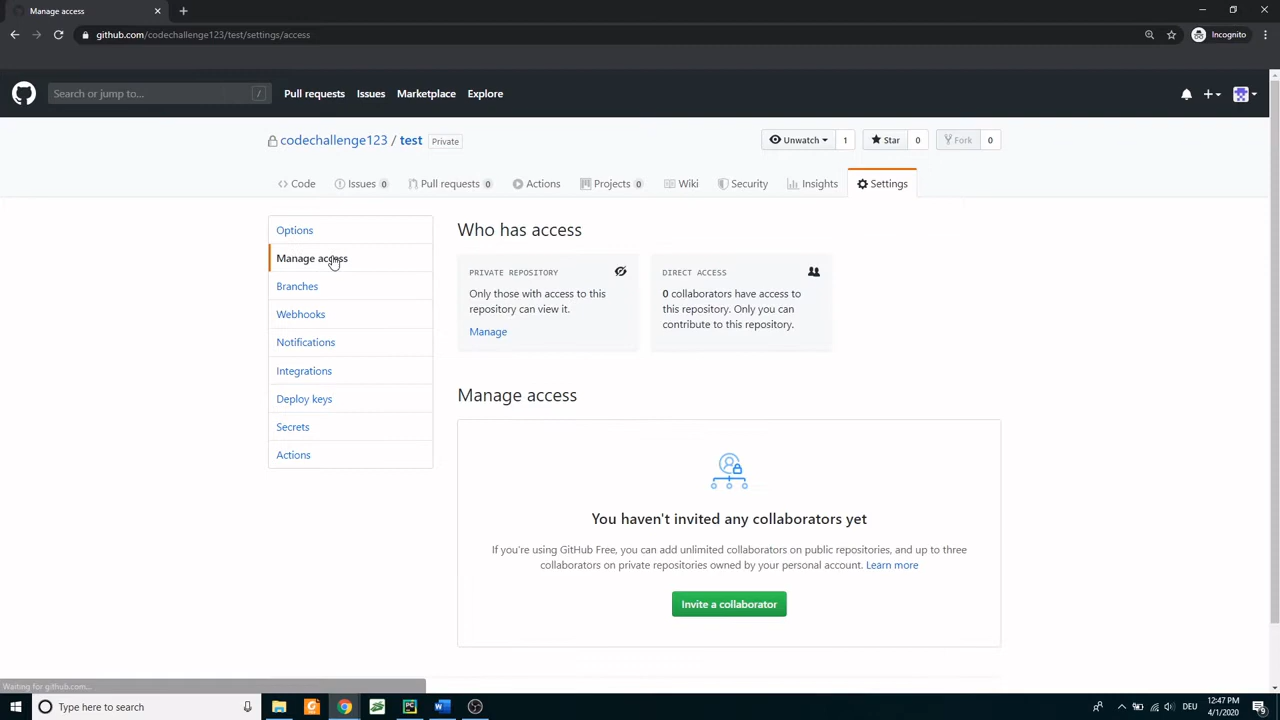 Manage access
github.com/codechallenge123/test/settings/access
Incognito
Search or jump to...
/
Pull requests
Issues
Marketplace
Explore
codechallenge123 / test
Private
Unwatch
1
Star
0
Fork
0
Code
Issues 0
Pull requests 0
Actions
Projects 0
Wiki
Security
Insights
Settings
Options
Manage access
Branches
Webhooks
Notifications
Integrations
Deploy keys
Secrets
Actions
Who has access
PRIVATE REPOSITORY
Only those with access to this
repository can view it.
Manage
DIRECT ACCESS
0 collaborators have access to
this repository. Only you can
contribute to this repository.
Manage access
You haven't invited any collaborators yet
If you're using GitHub Free, you can add unlimited collaborators on public repositories, and up to three
collaborators on private repositories owned by your personal account. Learn more
Invite a collaborator
Waiting for github.com...
Type here to search
PC
W
DEU
12:47 PM
4/1/2020